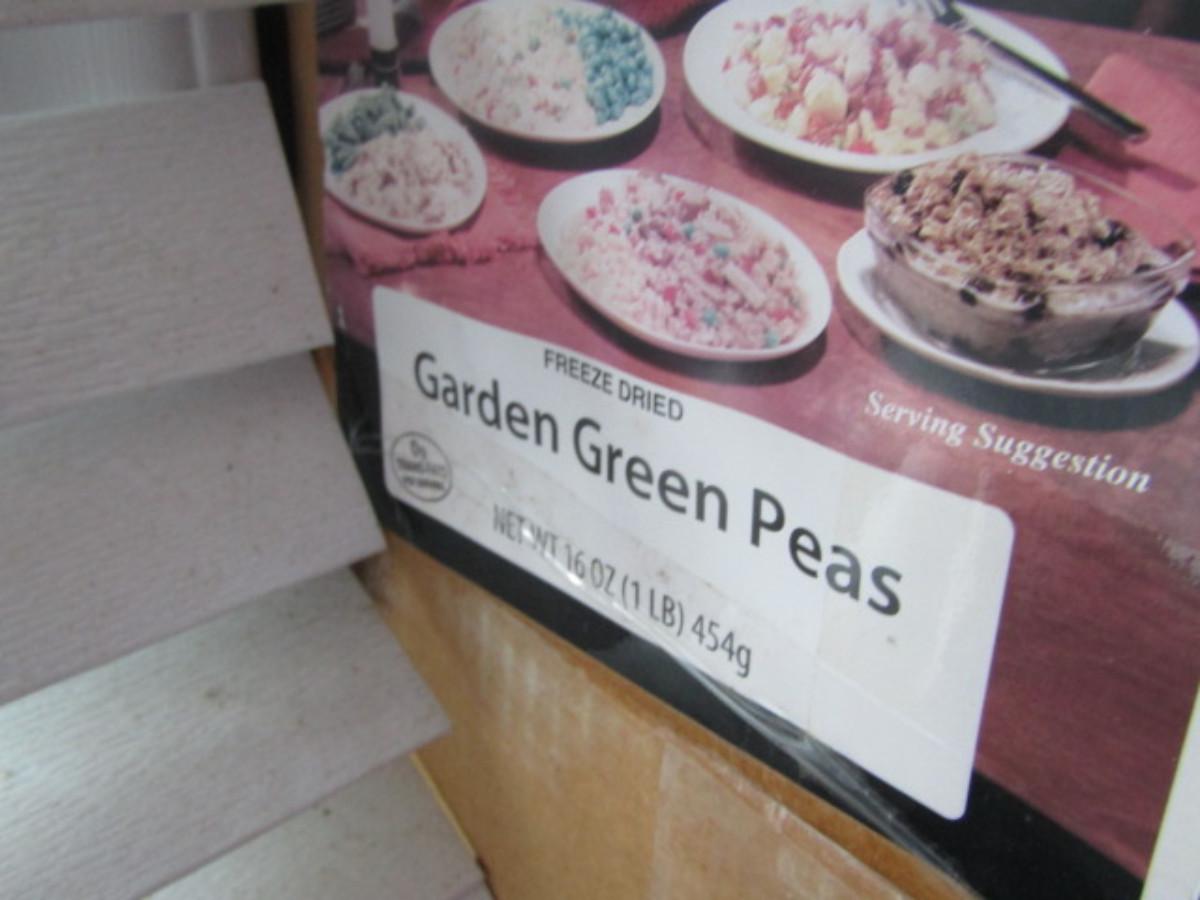 FREEZE DRIED
Garden Green Peas
NET WT 16 OZ (1 LB) 454g
Serving Suggestion